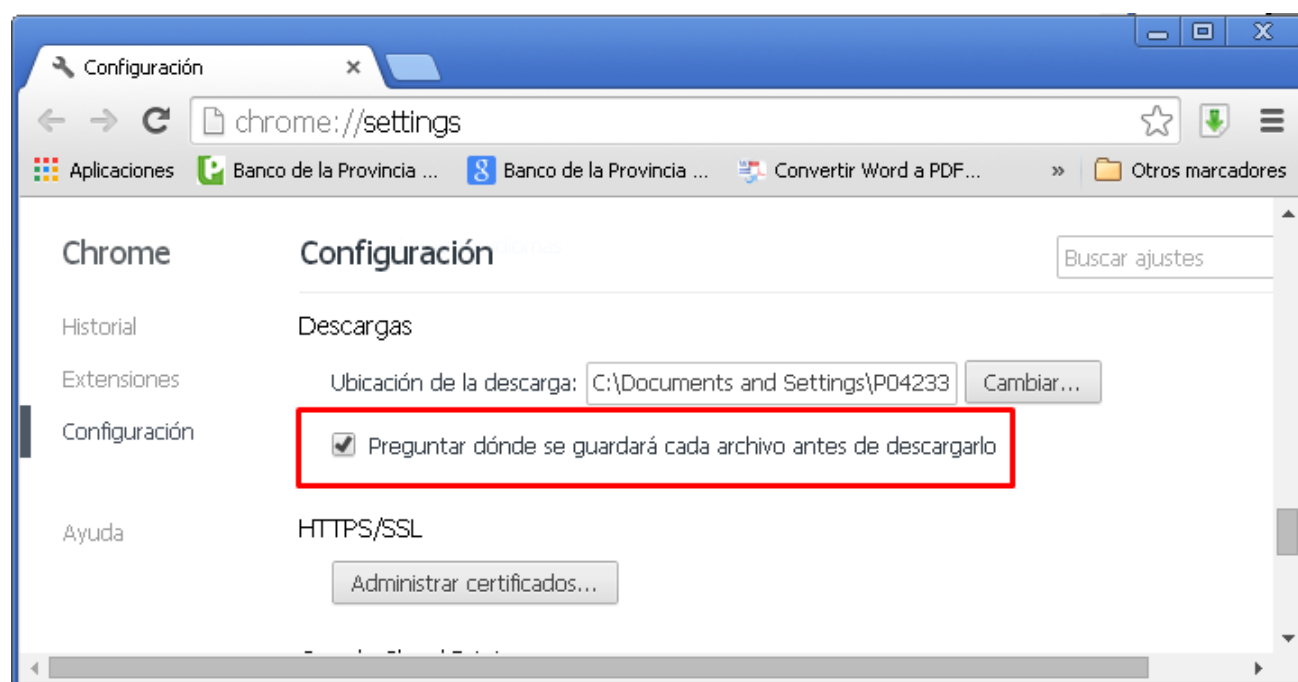 Configuración
chrome://settings
Aplicaciones Banco de la Provincia ... Banco de la Provincia ... Convertir Word a PDF... » Otros marcadores
Chrome Configuración Buscar ajustes
Historial Descargas
Extensiones Ubicación de la descarga: C:\Documents and Settings\P04233 Cambiar...
Configuración Preguntar dónde se guardará cada archivo antes de descargarlo
Ayuda HTTPS/SSL
Administrar certificados...